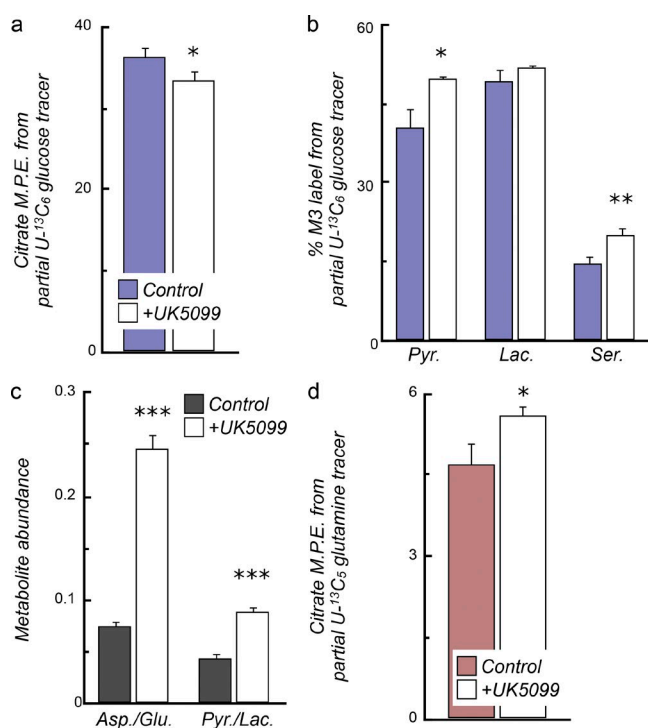 a
Citrate M.P.E. from
partial U-¹³C₆ glucose tracer
40
20
0
*
Control
+UK5099
b
% M3 label from
partial U-¹³C₆ glucose tracer
60
30
0
*
**
Pyr. Lac. Ser.
c
Metabolite abundance
0.3
0.2
0.1
0
***
***
Control
+UK5099
Asp./Glu. Pyr./Lac.
d
Citrate M.P.E. from
partial U-¹³C₅ glutamine tracer
6
3
0
*
Control
+UK5099